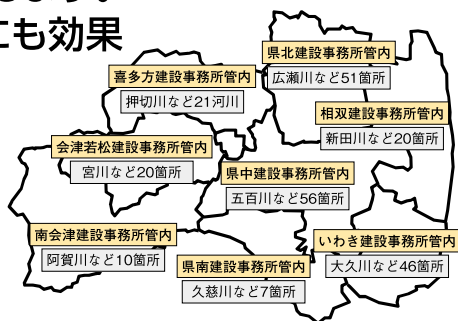 にも効果
県北建設事務所管内
広瀬川など51箇所
喜多方建設事務所管内
押切川など21河川
相双建設事務所管内
新田川など20箇所
会津若松建設事務所管内
宮川など20箇所
県中建設事務所管内
五百川など56箇所
南会津建設事務所管内
阿賀川など10箇所
いわき建設事務所管内
大久川など46箇所
県南建設事務所管内
久慈川など7箇所